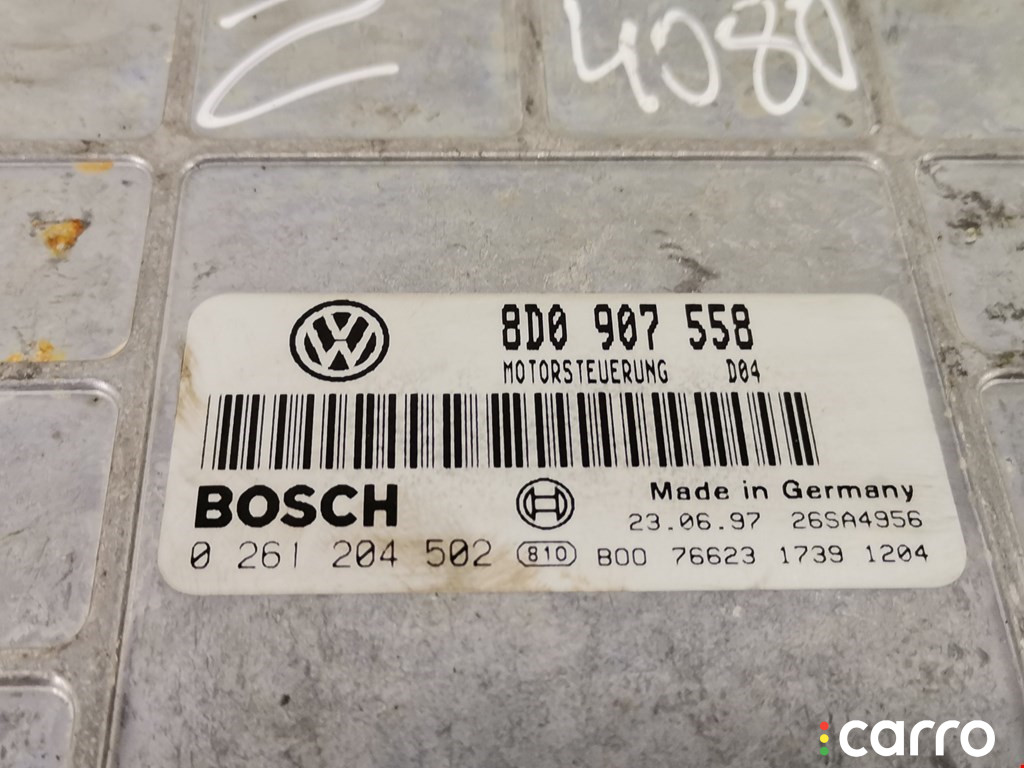 Z 4080
8D0 907 558
MOTORSTEUERUNG D04
BOSCH
Made in Germany
23.06.97 26SA4956
0 261 204 502 810 B00 76623 1739 1204
carro